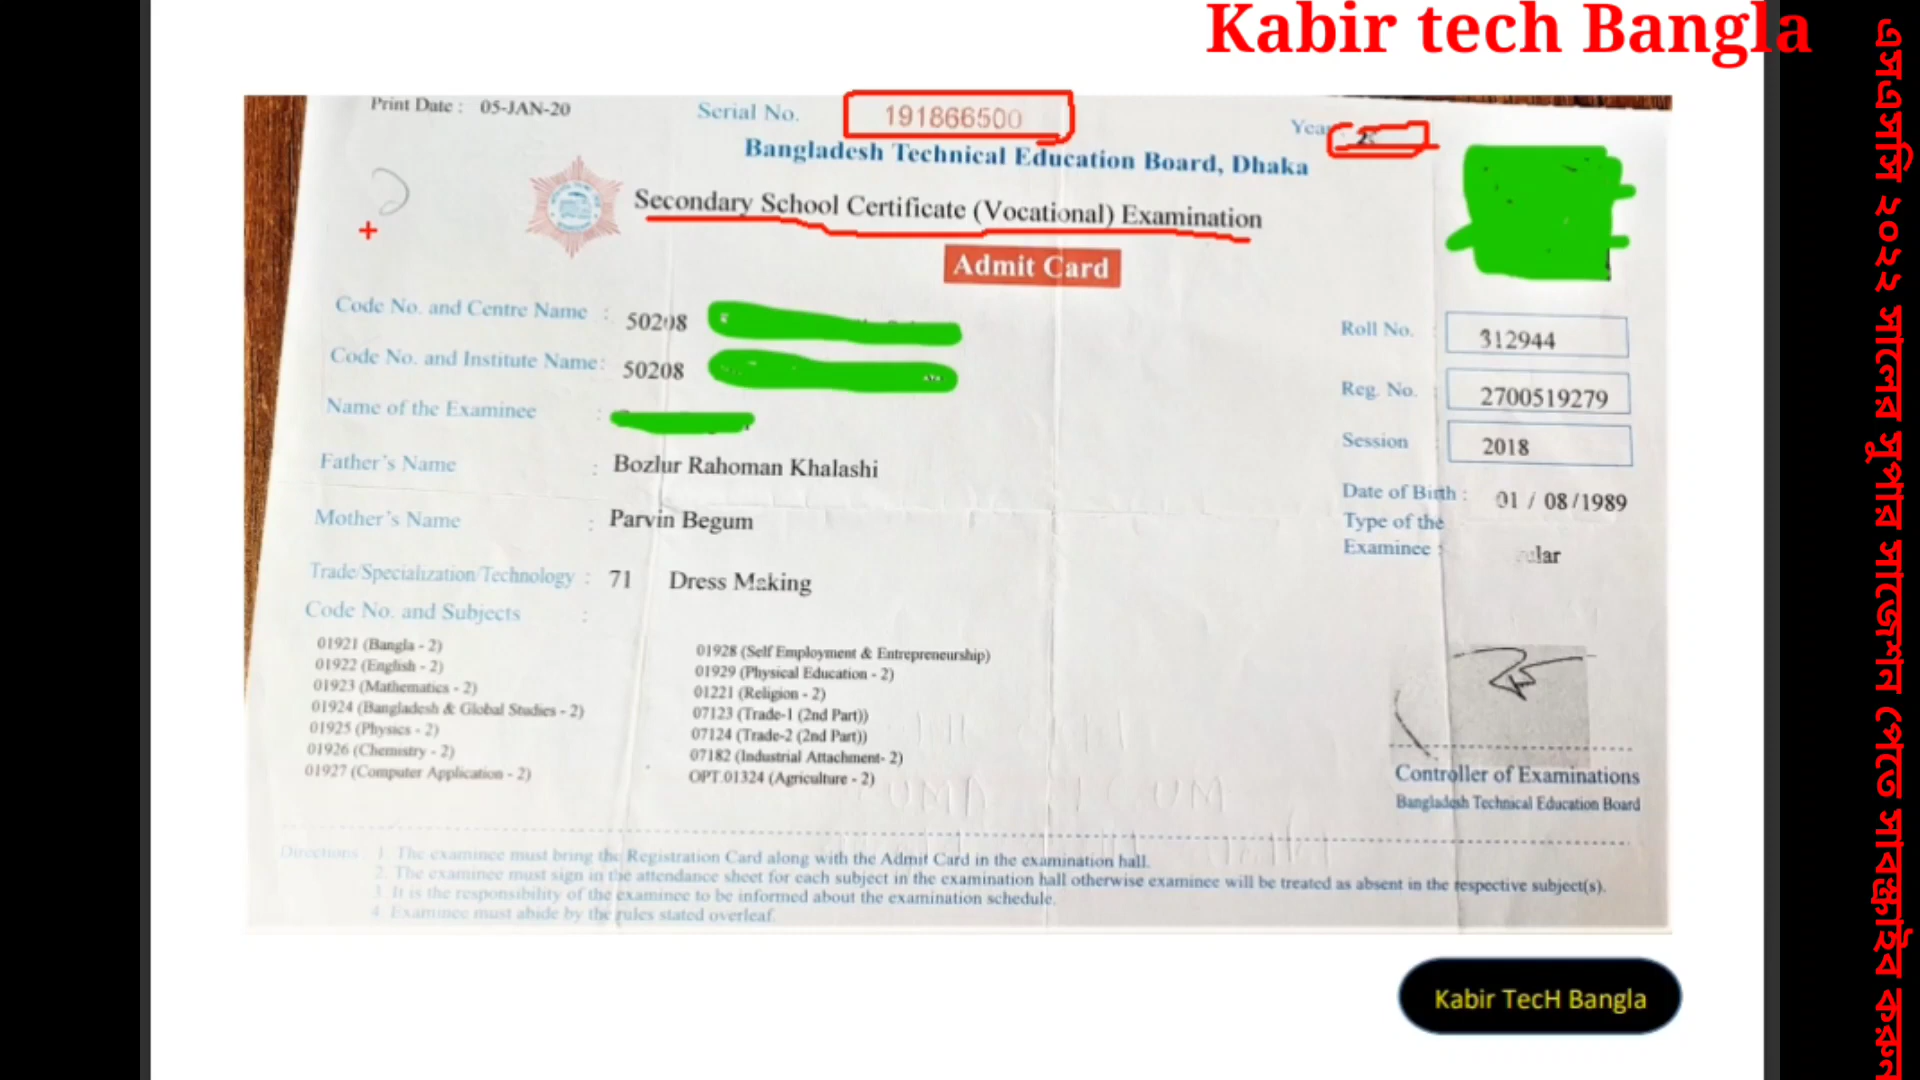 Kabir tech Bangla
Print Date : 05-JAN-20
Serial No. 191866500
Year
Bangladesh Technical Education Board, Dhaka
Secondary School Certificate (Vocational) Examination
Admit Card
Code No. and Centre Name : 50208
Code No. and Institute Name: 50208
Name of the Examinee :
Father's Name : Bozlur Rahoman Khalashi
Mother's Name : Parvin Begum
Trade/Specialization/Technology : 71 Dress Making
Code No. and Subjects :
01921 (Bangla - 2)
01922 (English - 2)
01923 (Mathematics - 2)
01924 (Bangladesh & Global Studies - 2)
01925 (Physics - 2)
01926 (Chemistry - 2)
01927 (Computer Application - 2)
01928 (Self Employment & Entrepreneurship)
01929 (Physical Education - 2)
01221 (Religion - 2)
07123 (Trade-1 (2nd Part))
07124 (Trade-2 (2nd Part))
07182 (Industrial Attachment- 2)
OPT.01324 (Agriculture - 2)
Roll No. : 312944
Reg. No. : 2700519279
Session : 2018
Date of Birth : 01 / 08 /1989
Type of the
Examinee :
Controller of Examinations
Bangladesh Technical Education Board
Directions : 1. The examinee must bring the Registration Card along with the Admit Card in the examination hall.
2. The examinee must sign in the attendance sheet for each subject in the examination hall otherwise examinee will be treated as absent in the respective subject(s).
3. It is the responsibility of the examinee to be informed about the examination schedule.
4. Examinee must abide by the rules stated overleaf.
Kabir TecH Bangla
এসএসসি ২০২২ সালের সুপার সাজেশান পেতে সাবস্ক্রাইব করুন